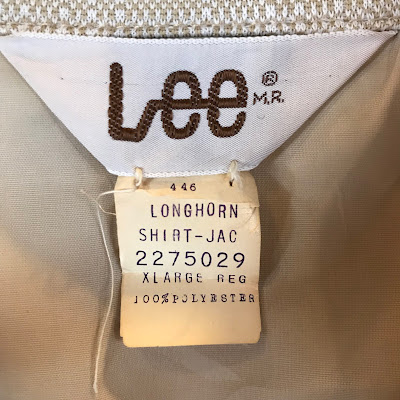 Lee ®
M.R.
446
LONGHORN
SHIRT-JAC
2275029
XLARGE REG
100%POLYESTER